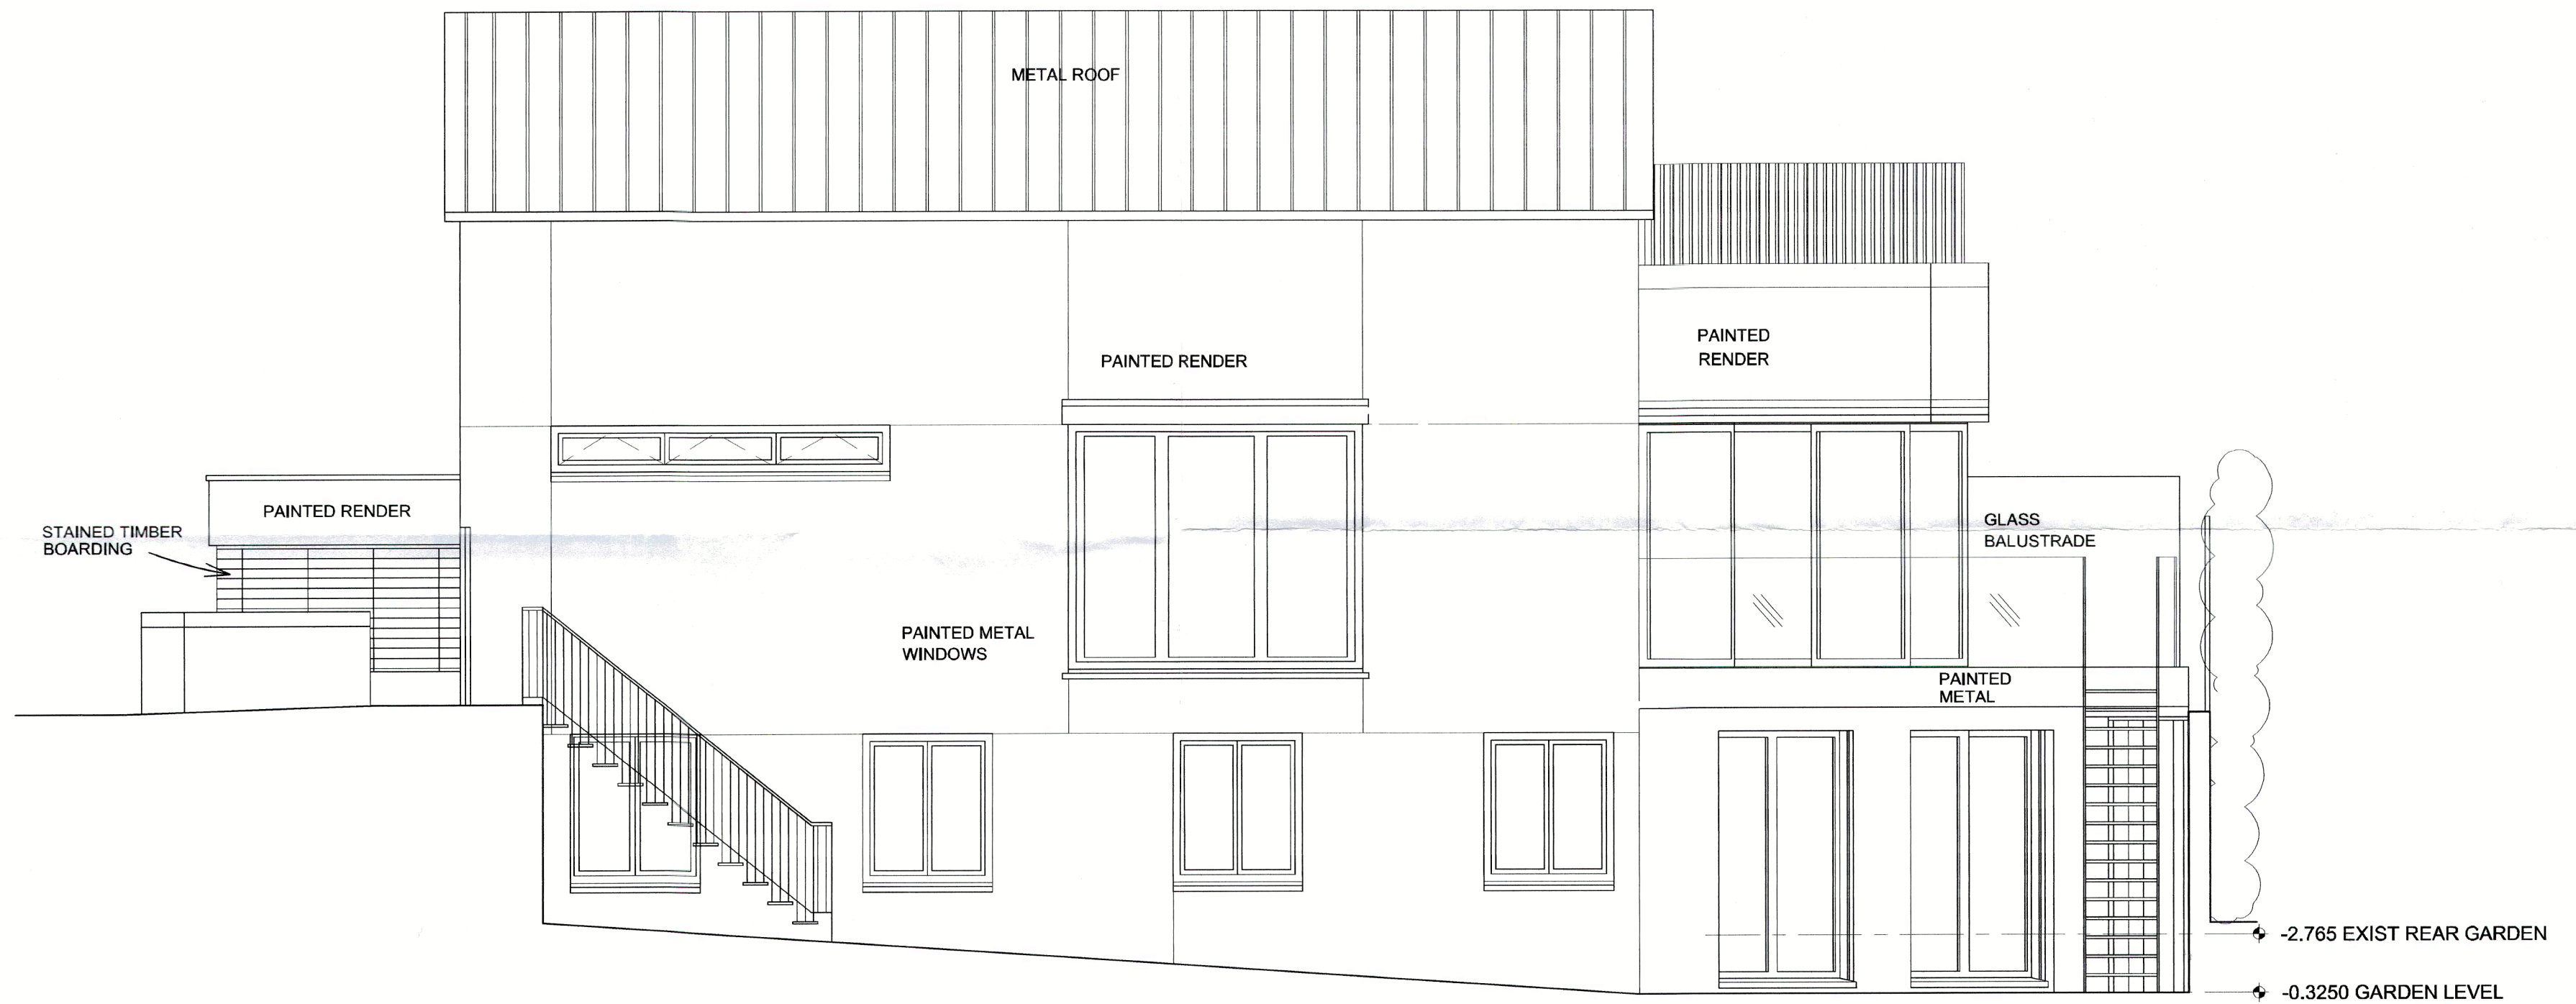 METAL ROOF
PAINTED RENDER
PAINTED
RENDER
PAINTED RENDER
STAINED TIMBER
BOARDING
GLASS
BALUSTRADE
PAINTED METAL
WINDOWS
PAINTED
METAL
-2.765 EXIST REAR GARDEN
-0.3250 GARDEN LEVEL